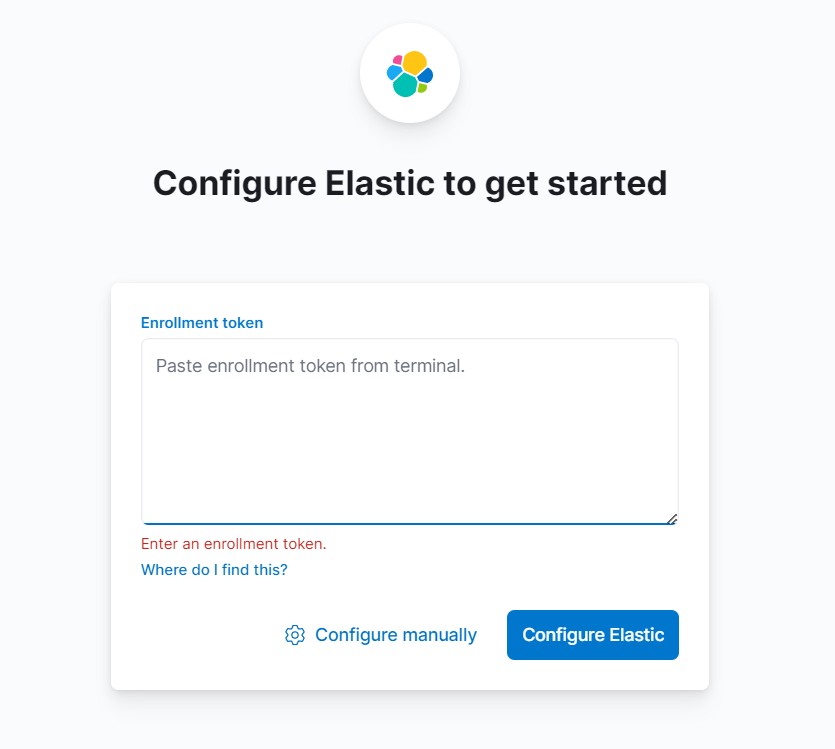 Configure Elastic to get started
Enrollment token
Paste enrollment token from terminal.
Enter an enrollment token.
Where do I find this?
Configure manually
Configure Elastic